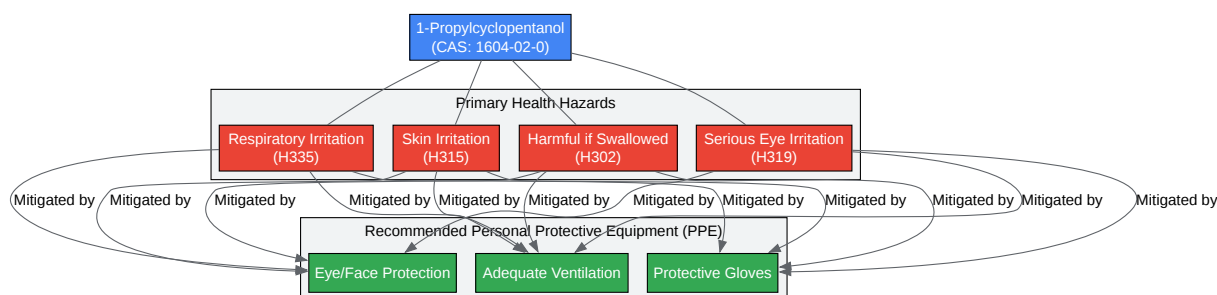 1-Propylcyclopentanol
(CAS: 1604-02-0)
Primary Health Hazards
Respiratory Irritation
(H335)
Skin Irritation
(H315)
Harmful if Swallowed
(H302)
Serious Eye Irritation
(H319)
Mitigated by
Mitigated by
Mitigated by
Mitigated by
Mitigated by
Mitigated by
Mitigated by
Mitigated by
Mitigated by
Mitigated by
Mitigated by
Mitigated by
Recommended Personal Protective Equipment (PPE)
Eye/Face Protection
Adequate Ventilation
Protective Gloves